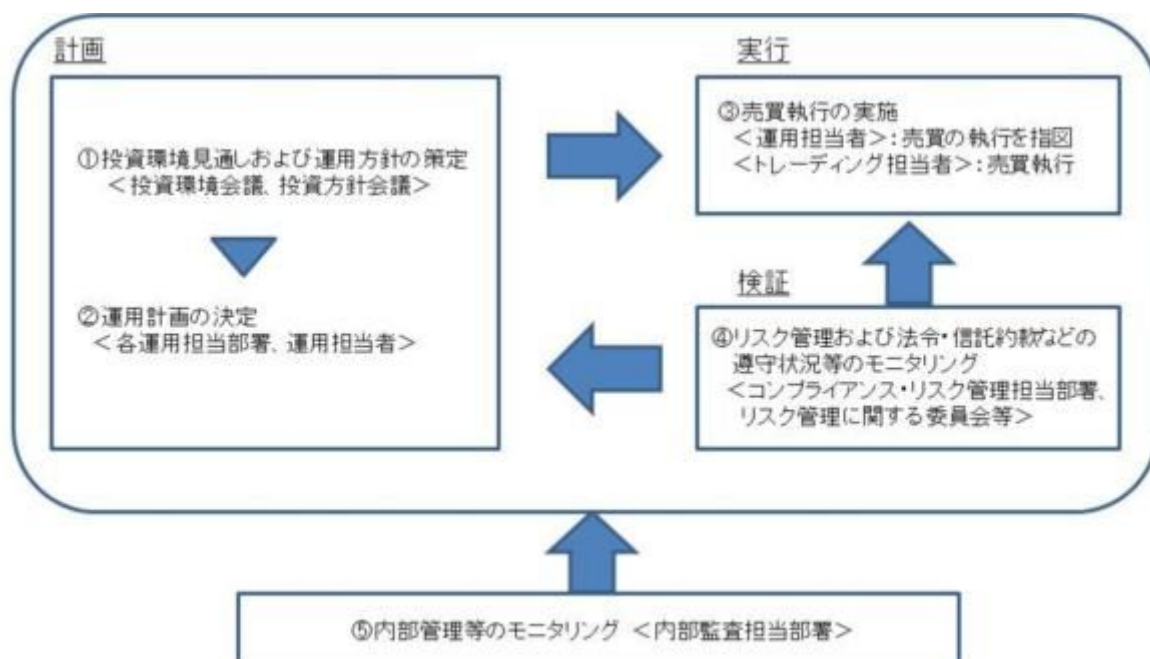 計画
①投資環境見通しおよび運用方針の策定
＜投資環境会議、投資方針会議＞
②運用計画の決定
＜各運用担当部署、運用担当者＞
実行
③売買執行の実施
＜運用担当者＞：売買の執行を指図
＜トレーディング担当者＞：売買執行
検証
④リスク管理および法令・信託約款などの
遵守状況等のモニタリング
＜コンプライアンス・リスク管理担当部署、
リスク管理に関する委員会等＞
⑤内部管理等のモニタリング ＜内部監査担当部署＞